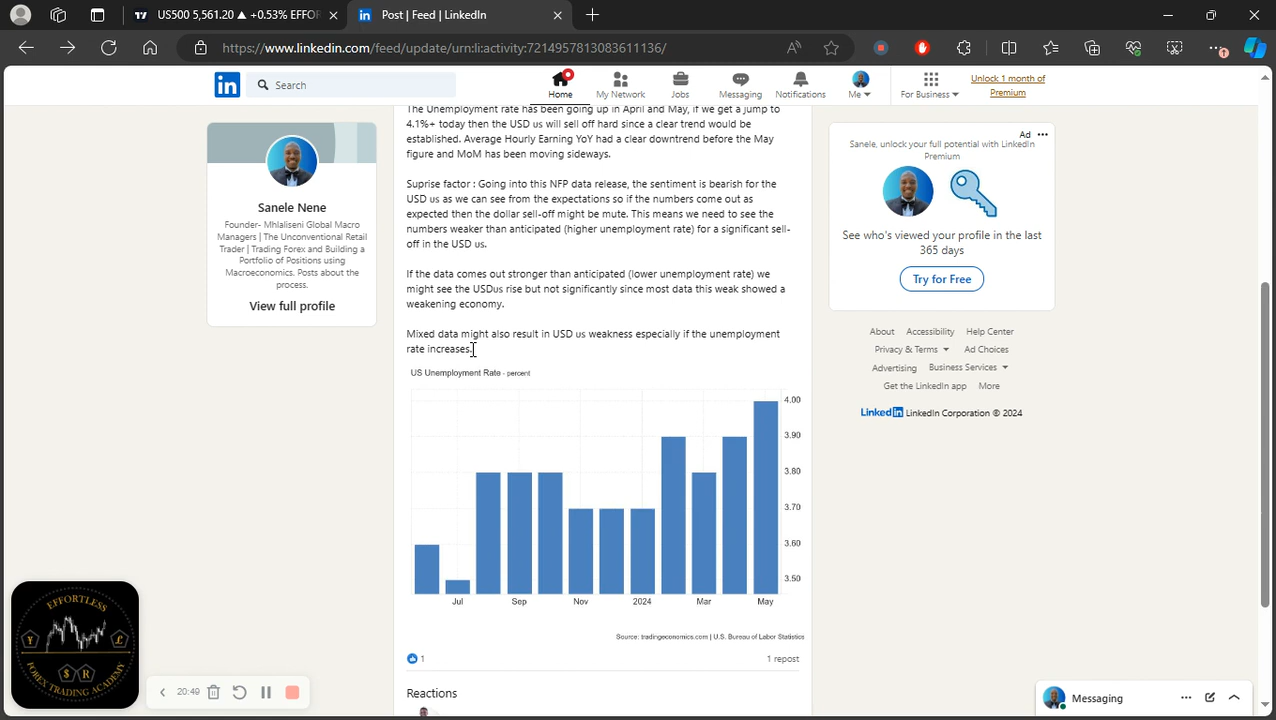 US500 5,561.20 ▲ +0.53% EFFOR
Post | Feed | LinkedIn
https://www.linkedin.com/feed/update/urn:li:activity:7214957813083611136/
Search
Home
My Network
Jobs
Messaging
Notifications
Me
For Business
Unlock 1 month of
Premium
Sanele Nene
Founder- Mhlaliseni Global Macro
Managers | The Unconventional Retail
Trader | Trading Forex and Building a
Portfolio of Positions using
Macroeconomics. Posts about the
process.
View full profile
The Unemployment rate has been going up in April and May, if we get a jump to
4.1%+ today then the USD us will sell off hard since a clear trend would be
established. Average Hourly Earning YoY had a clear downtrend before the May
figure and MoM has been moving sideways.
Suprise factor : Going into this NFP data release, the sentiment is bearish for the
USD us as we can see from the expectations so if the numbers come out as
expected then the dollar sell-off might be mute. This means we need to see the
numbers weaker than anticipated (higher unemployment rate) for a significant sell-
off in the USD us.
If the data comes out stronger than anticipated (lower unemployment rate) we
might see the USDus rise but not significantly since most data this weak showed a
weakening economy.
Mixed data might also result in USD us weakness especially if the unemployment
rate increases.
US Unemployment Rate - percent
4.00
3.90
3.80
3.70
3.60
3.50
Jul Sep Nov 2024 Mar May
Source: tradingeconomics.com | U.S. Bureau of Labor Statistics
1
1 repost
Reactions
Ad
Sanele, unlock your full potential with LinkedIn
Premium
See who's viewed your profile in the last
365 days
Try for Free
About Accessibility Help Center
Privacy & Terms Ad Choices
Advertising Business Services
Get the LinkedIn app More
LinkedIn LinkedIn Corporation © 2024
EFFORTLESS
¥ £
$ R
FOREX TRADING ACADEMY
20:49
Messaging